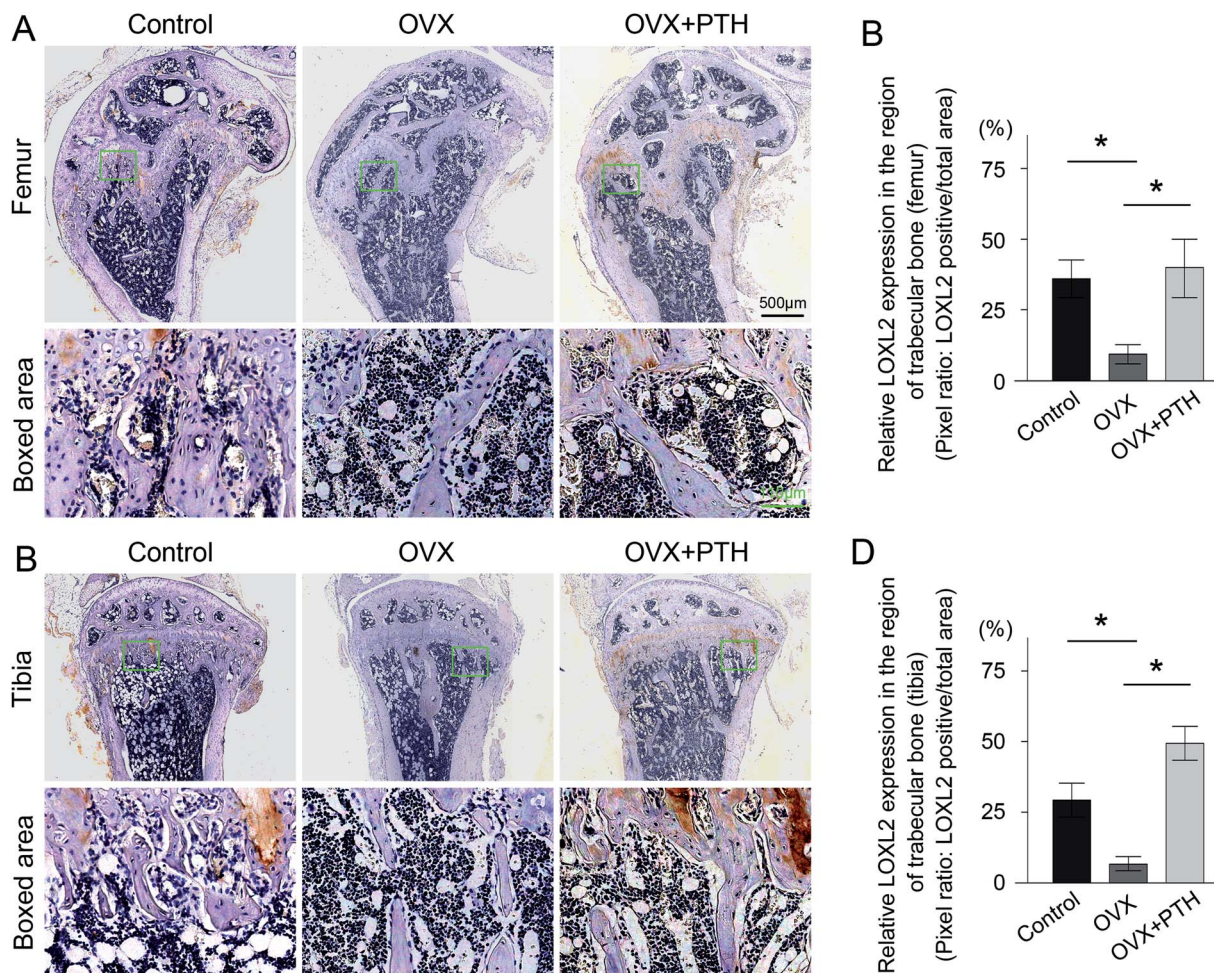 A
Control
OVX
OVX+PTH
Femur
500μm
Boxed area
110μm
B
Relative LOXL2 expression in the region
of trabecular bone (femur)
(Pixel ratio: LOXL2 positive/total area)
(%)
75
50
25
0
*
*
Control
OVX
OVX+PTH
B
Control
OVX
OVX+PTH
Tibia
Boxed area
D
Relative LOXL2 expression in the region
of trabecular bone (tibia)
(Pixel ratio: LOXL2 positive/total area)
(%)
75
50
25
0
*
*
Control
OVX
OVX+PTH